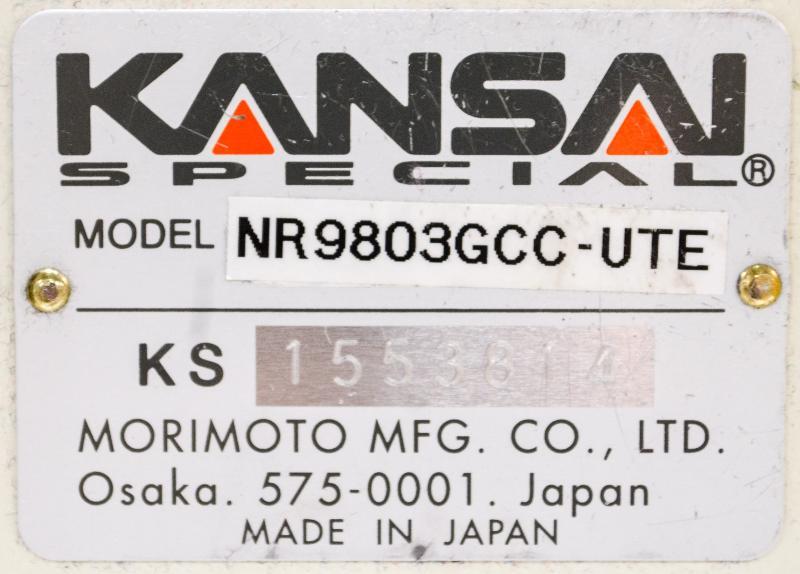 KANSAI
SPECIAL®
MODEL NR9803GCC-UTE
KS 1553814
MORIMOTO MFG. CO., LTD.
Osaka. 575-0001. Japan
MADE IN JAPAN